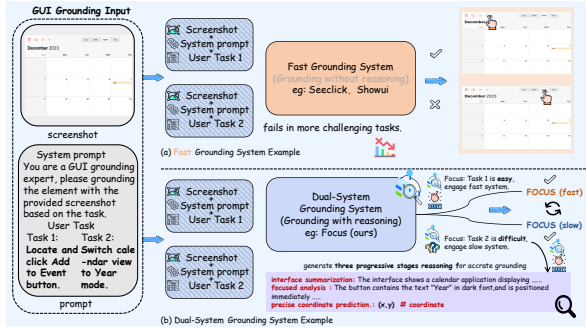 GUI Grounding Input
December 2023
screenshot
System prompt
You are a GUI grounding
expert, please grounding
the element with the
provided screenshot
based on the task.
User Task
Task 1: Task 2:
Locate and Switch cale
click Add -ndar view
to Event to Year
button. mode.
prompt
Screenshot
+
System prompt
+
User Task 1
Screenshot
+
System prompt
+
User Task 2
Fast Grounding System
(Grounding without reasoning)
eg: Seeclick、Showui
fails in more challenging tasks.
December 2023
December 2023
(a) Fast Grounding System Example
Screenshot
+
System prompt
+
User Task 1
Screenshot
+
System prompt
+
User Task 2
Dual-System
Grounding System
(Grounding with reasoning)
eg: Focus (ours)
Focus: Task 1 is easy,
engage fast system.
FOCUS (fast)
FOCUS (slow)
Focus: Task 2 is difficult,
engage slow system.
generate three progressive stages reasoning for accrate grounding
interface summarization: The interface shows a calendar application displaying ......
focused analysis : The button contains the text "Year" in dark font,and is positioned
immediately ......
precise coordinate prediction.: (x,y) # coordinate
(b) Dual-System Grounding System Example